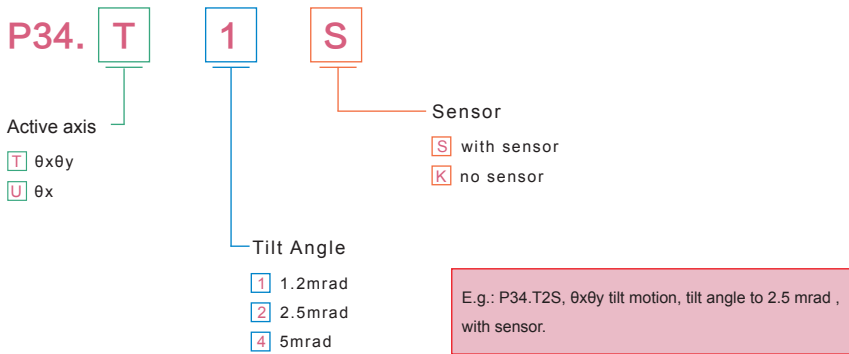 P34. T 1 S
Active axis
T θxθy
U θx
Sensor
S with sensor
K no sensor
Tilt Angle
1 1.2mrad
2 2.5mrad
4 5mrad
E.g.: P34.T2S, θxθy tilt motion, tilt angle to 2.5 mrad ,
with sensor.